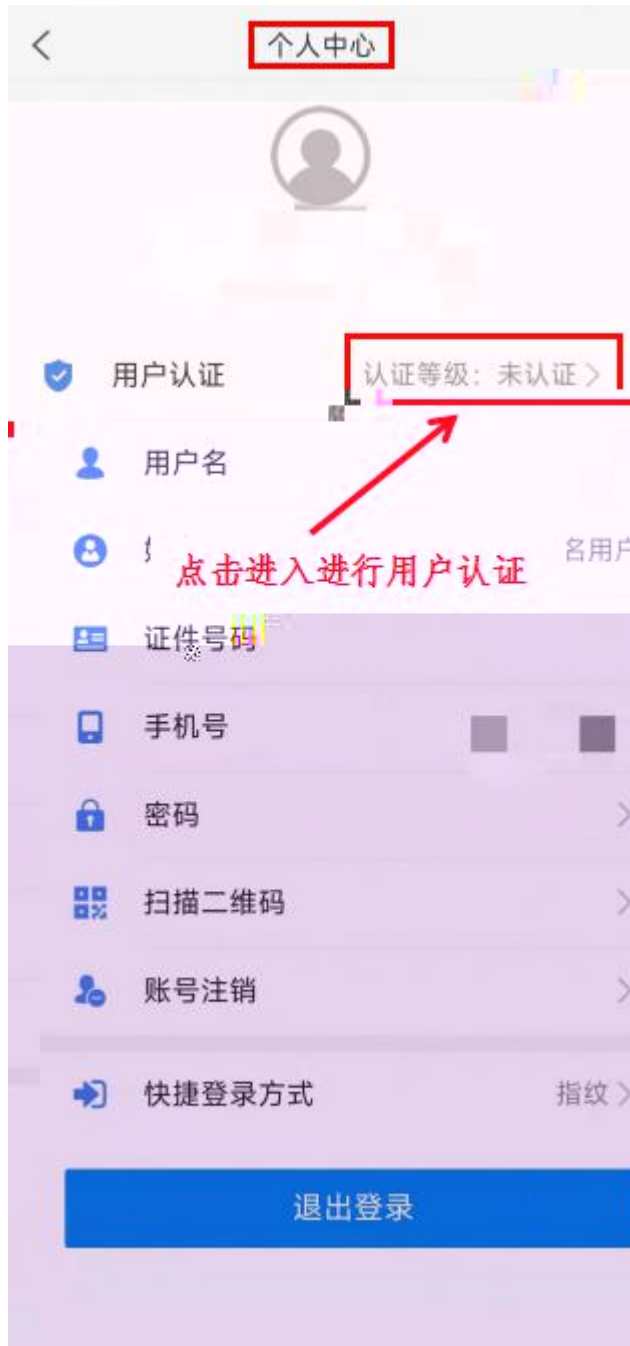 个人中心
用户认证 认证等级：未认证
用户名
名用户
点击进入进行用户认证
证件号码
手机号
密码
扫描二维码
账号注销
快捷登录方式 指纹
退出登录